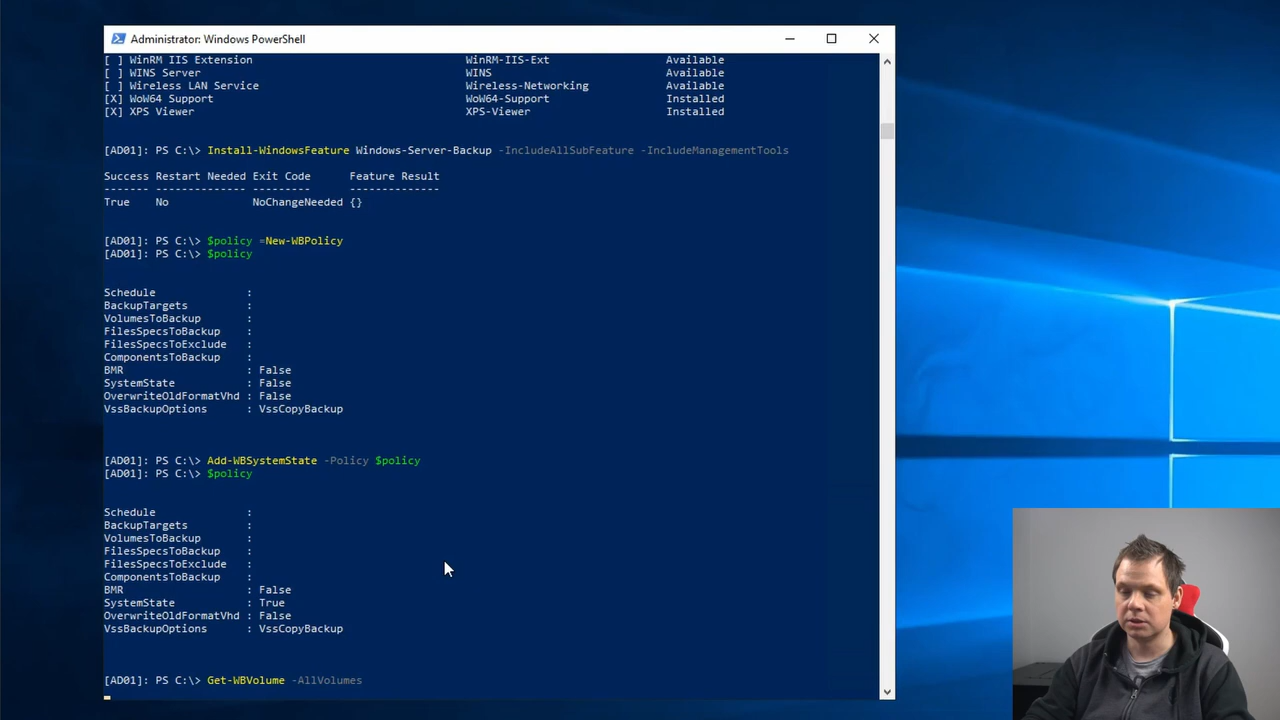 Administrator: Windows PowerShell
[ ] WinRM IIS Extension WinRM-IIS-Ext Available
[ ] WINS Server WINS Available
[ ] Wireless LAN Service Wireless-Networking Available
[X] WoW64 Support WoW64-Support Installed
[X] XPS Viewer XPS-Viewer Installed
[AD01]: PS C:\> Install-WindowsFeature Windows-Server-Backup -IncludeAllSubFeature -IncludeManagementTools
Success Restart Needed Exit Code Feature Result
------- -------------- --------- --------------
True No NoChangeNeeded {}
[AD01]: PS C:\> $policy =New-WBPolicy
[AD01]: PS C:\> $policy
Schedule :
BackupTargets :
VolumesToBackup :
FilesSpecsToBackup :
FilesSpecsToExclude :
ComponentsToBackup :
BMR : False
SystemState : False
OverwriteOldFormatVhd : False
VssBackupOptions : VssCopyBackup
[AD01]: PS C:\> Add-WBSystemState -Policy $policy
[AD01]: PS C:\> $policy
Schedule :
BackupTargets :
VolumesToBackup :
FilesSpecsToBackup :
FilesSpecsToExclude :
ComponentsToBackup :
BMR : False
SystemState : True
OverwriteOldFormatVhd : False
VssBackupOptions : VssCopyBackup
[AD01]: PS C:\> Get-WBVolume -AllVolumes